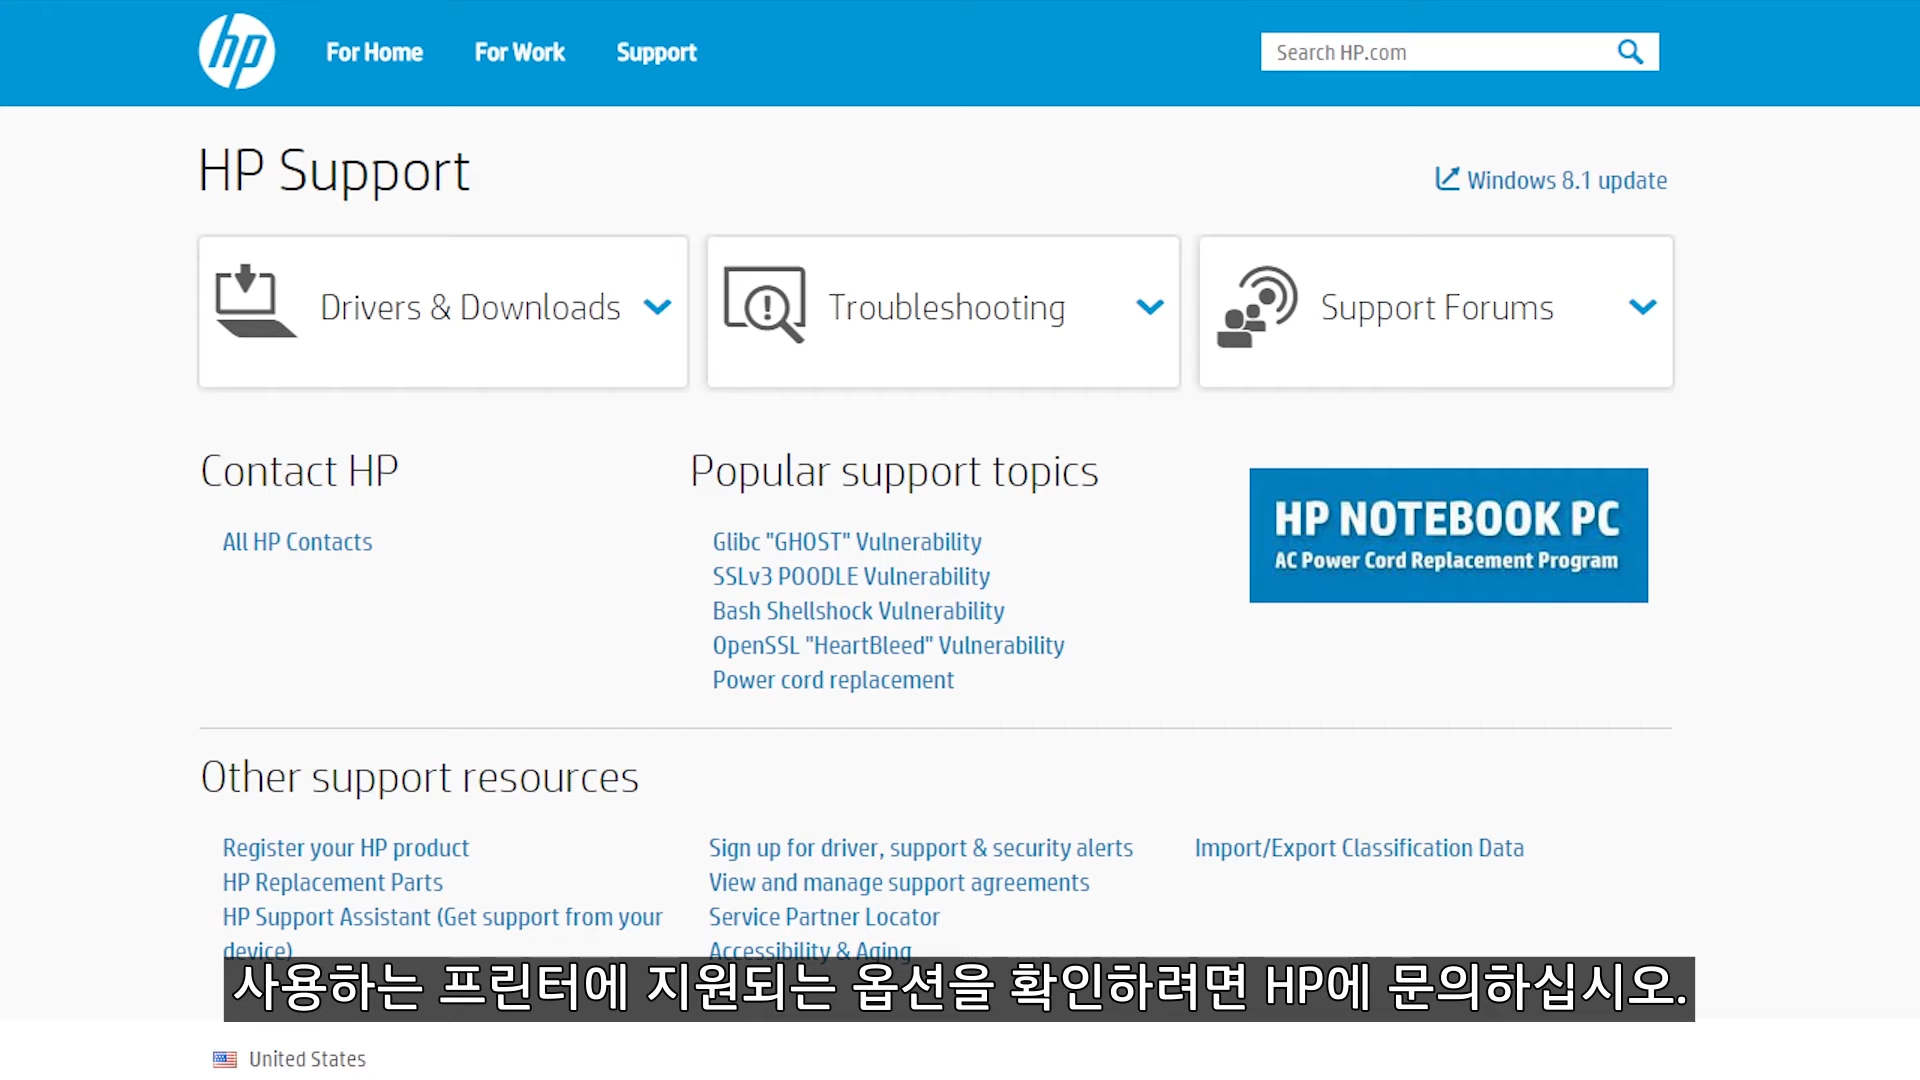 hp
For Home
For Work
Support
Search HP.com
HP Support
Windows 8.1 update
Drivers & Downloads
Troubleshooting
Support Forums
Contact HP
All HP Contacts
Popular support topics
Glibc "GHOST" Vulnerability
SSLv3 POODLE Vulnerability
Bash Shellshock Vulnerability
OpenSSL "HeartBleed" Vulnerability
Power cord replacement
HP NOTEBOOK PC
AC Power Cord Replacement Program
Other support resources
Register your HP product
HP Replacement Parts
HP Support Assistant (Get support from your
device)
Sign up for driver, support & security alerts
View and manage support agreements
Service Partner Locator
Accessibility & Aging
Import/Export Classification Data
사용하는 프린터에 지원되는 옵션을 확인하려면 HP에 문의하십시오.
United States